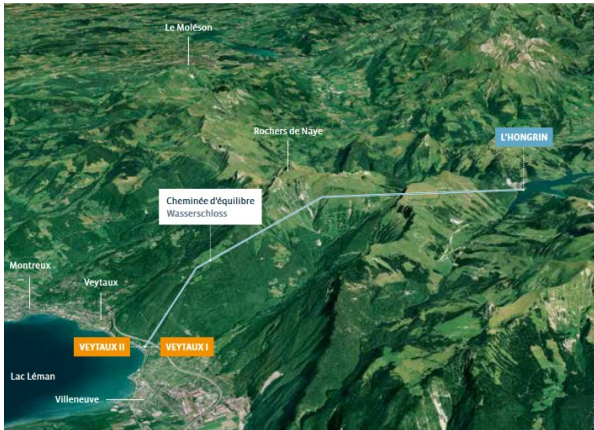 Le Moléson
Rochers de Naye
L'HONGRIN
Cheminée d'équilibre
Wasserschloss
Montreux
Veytaux
VEYTAUX II
VEYTAUX I
Lac Léman
Villeneuve